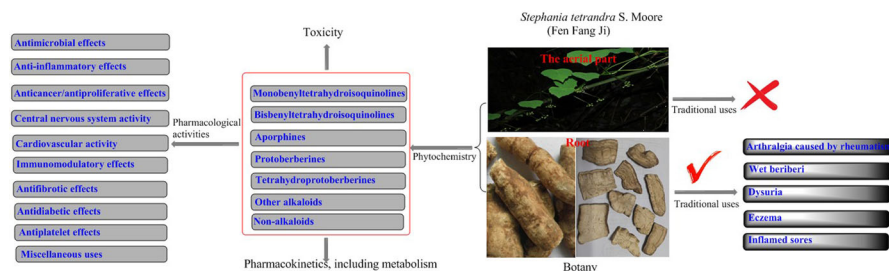 Stephania tetrandra S. Moore
(Fen Fang Ji)
Toxicity
Antimicrobial effects
Anti-inflammatory effects
Anticancer/antiproliferative effects
Central nervous system activity
Cardiovascular activity
Immunomodulatory effects
Antifibrotic effects
Antidiabetic effects
Antiplatelet effects
Miscellaneous uses
Pharmacological
activities
Monobenyltetrahydroisoquinolines
Bisbenyltetrahydroisoquinolines
Aporphines
Protoberberines
Tetrahydroprotoberberines
Other alkaloids
Non-alkaloids
Pharmacokinetics, including metabolism
Phytochemistry
The aerial part
Root
Botany
Traditional uses
Traditional uses
Arthralgia caused by rheumatis
Wet beriberi
Dysuria
Eczema
Inflamed sores